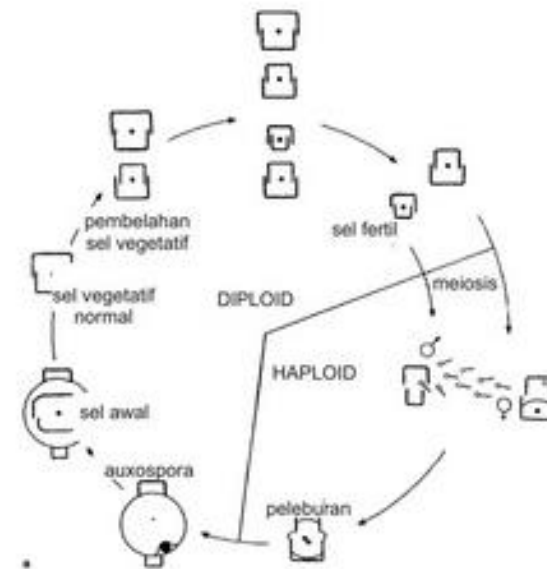 pembelahan
sel vegetatif
sel fertil
sel vegetatif
normal
DIPLOID
meiosis
♂
HAPLOID
♀
sel awal
auxospora
peleburan